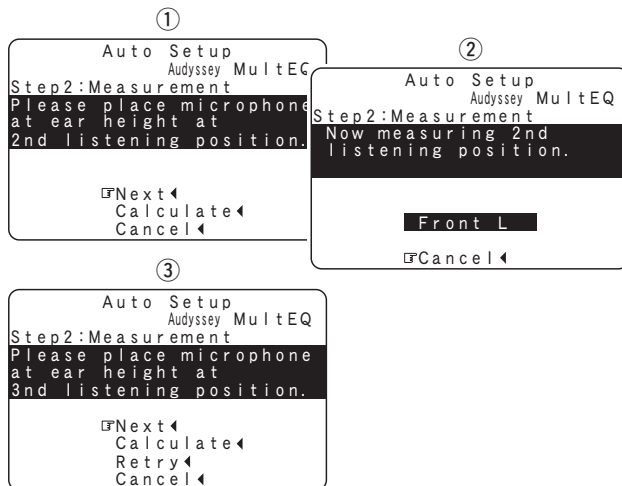 ①
Auto Setup
Audyssey MultEQ
Step2:Measurement
Please place microphone
at ear height at
2nd listening position.
☞Next◀
Calculate◀
Cancel◀
②
Auto Setup
Audyssey MultEQ
Step2:Measurement
Now measuring 2nd
listening position.
Front L
☞Cancel◀
③
Auto Setup
Audyssey MultEQ
Step2:Measurement
Please place microphone
at ear height at
3nd listening position.
☞Next◀
Calculate◀
Retry◀
Cancel◀